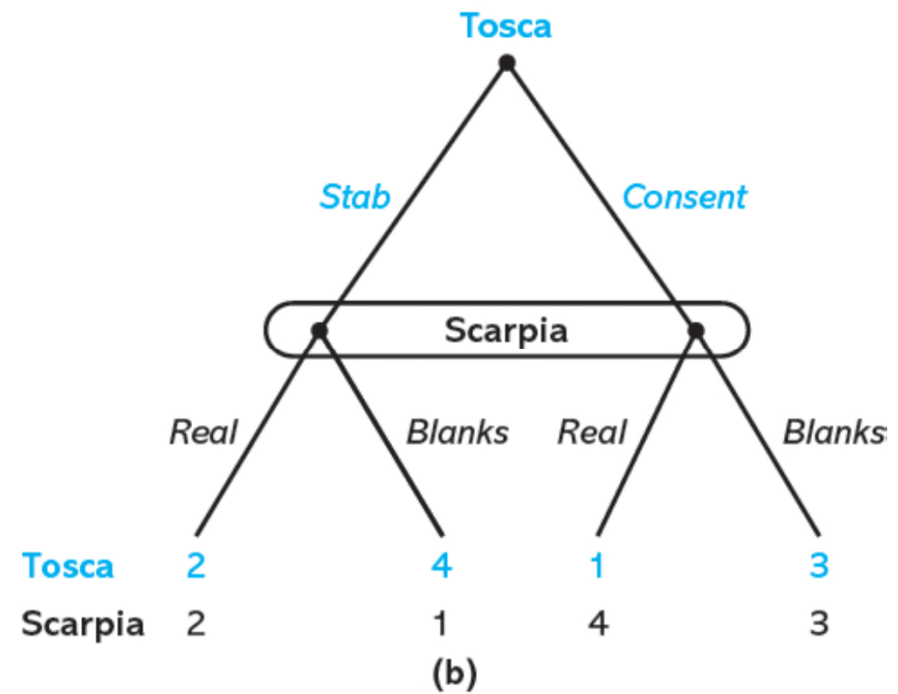 Tosca
Stab Consent
Scarpia
Real Blanks Real Blanks
Tosca 2 4 1 3
Scarpia 2 1 4 3
(b)